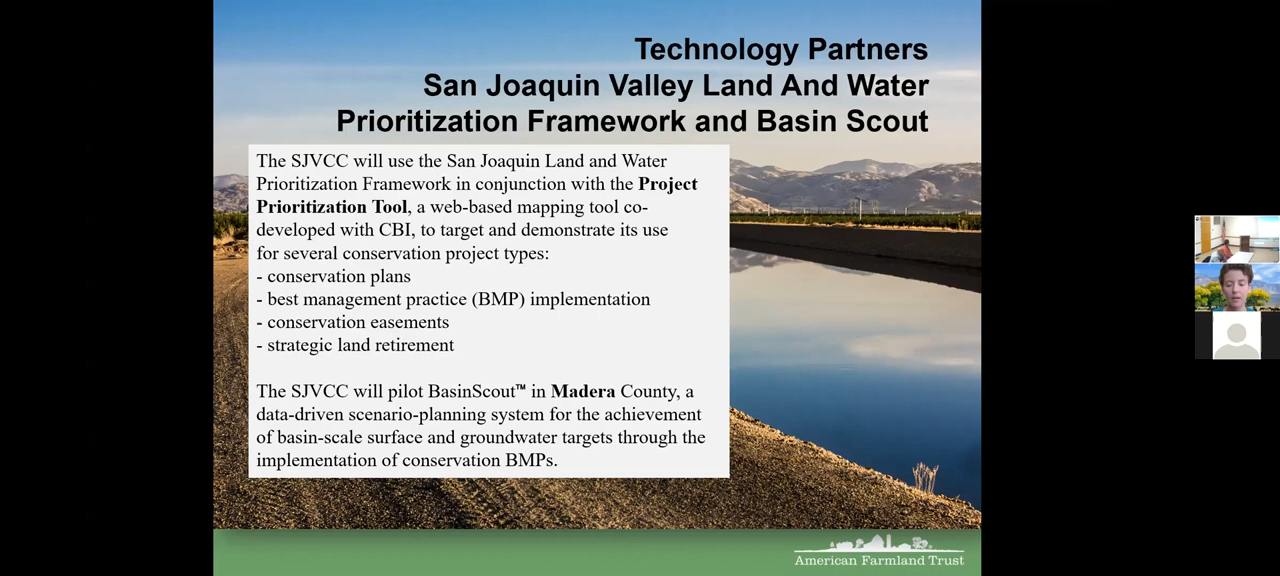 Technology Partners
San Joaquin Valley Land And Water
Prioritization Framework and Basin Scout
The SJVCC will use the San Joaquin Land and Water
Prioritization Framework in conjunction with the Project
Prioritization Tool, a web-based mapping tool co-
developed with CBI, to target and demonstrate its use
for several conservation project types:
- conservation plans
- best management practice (BMP) implementation
- conservation easements
- strategic land retirement
The SJVCC will pilot BasinScout™ in Madera County, a
data-driven scenario-planning system for the achievement
of basin-scale surface and groundwater targets through the
implementation of conservation BMPs.
American Farmland Trust